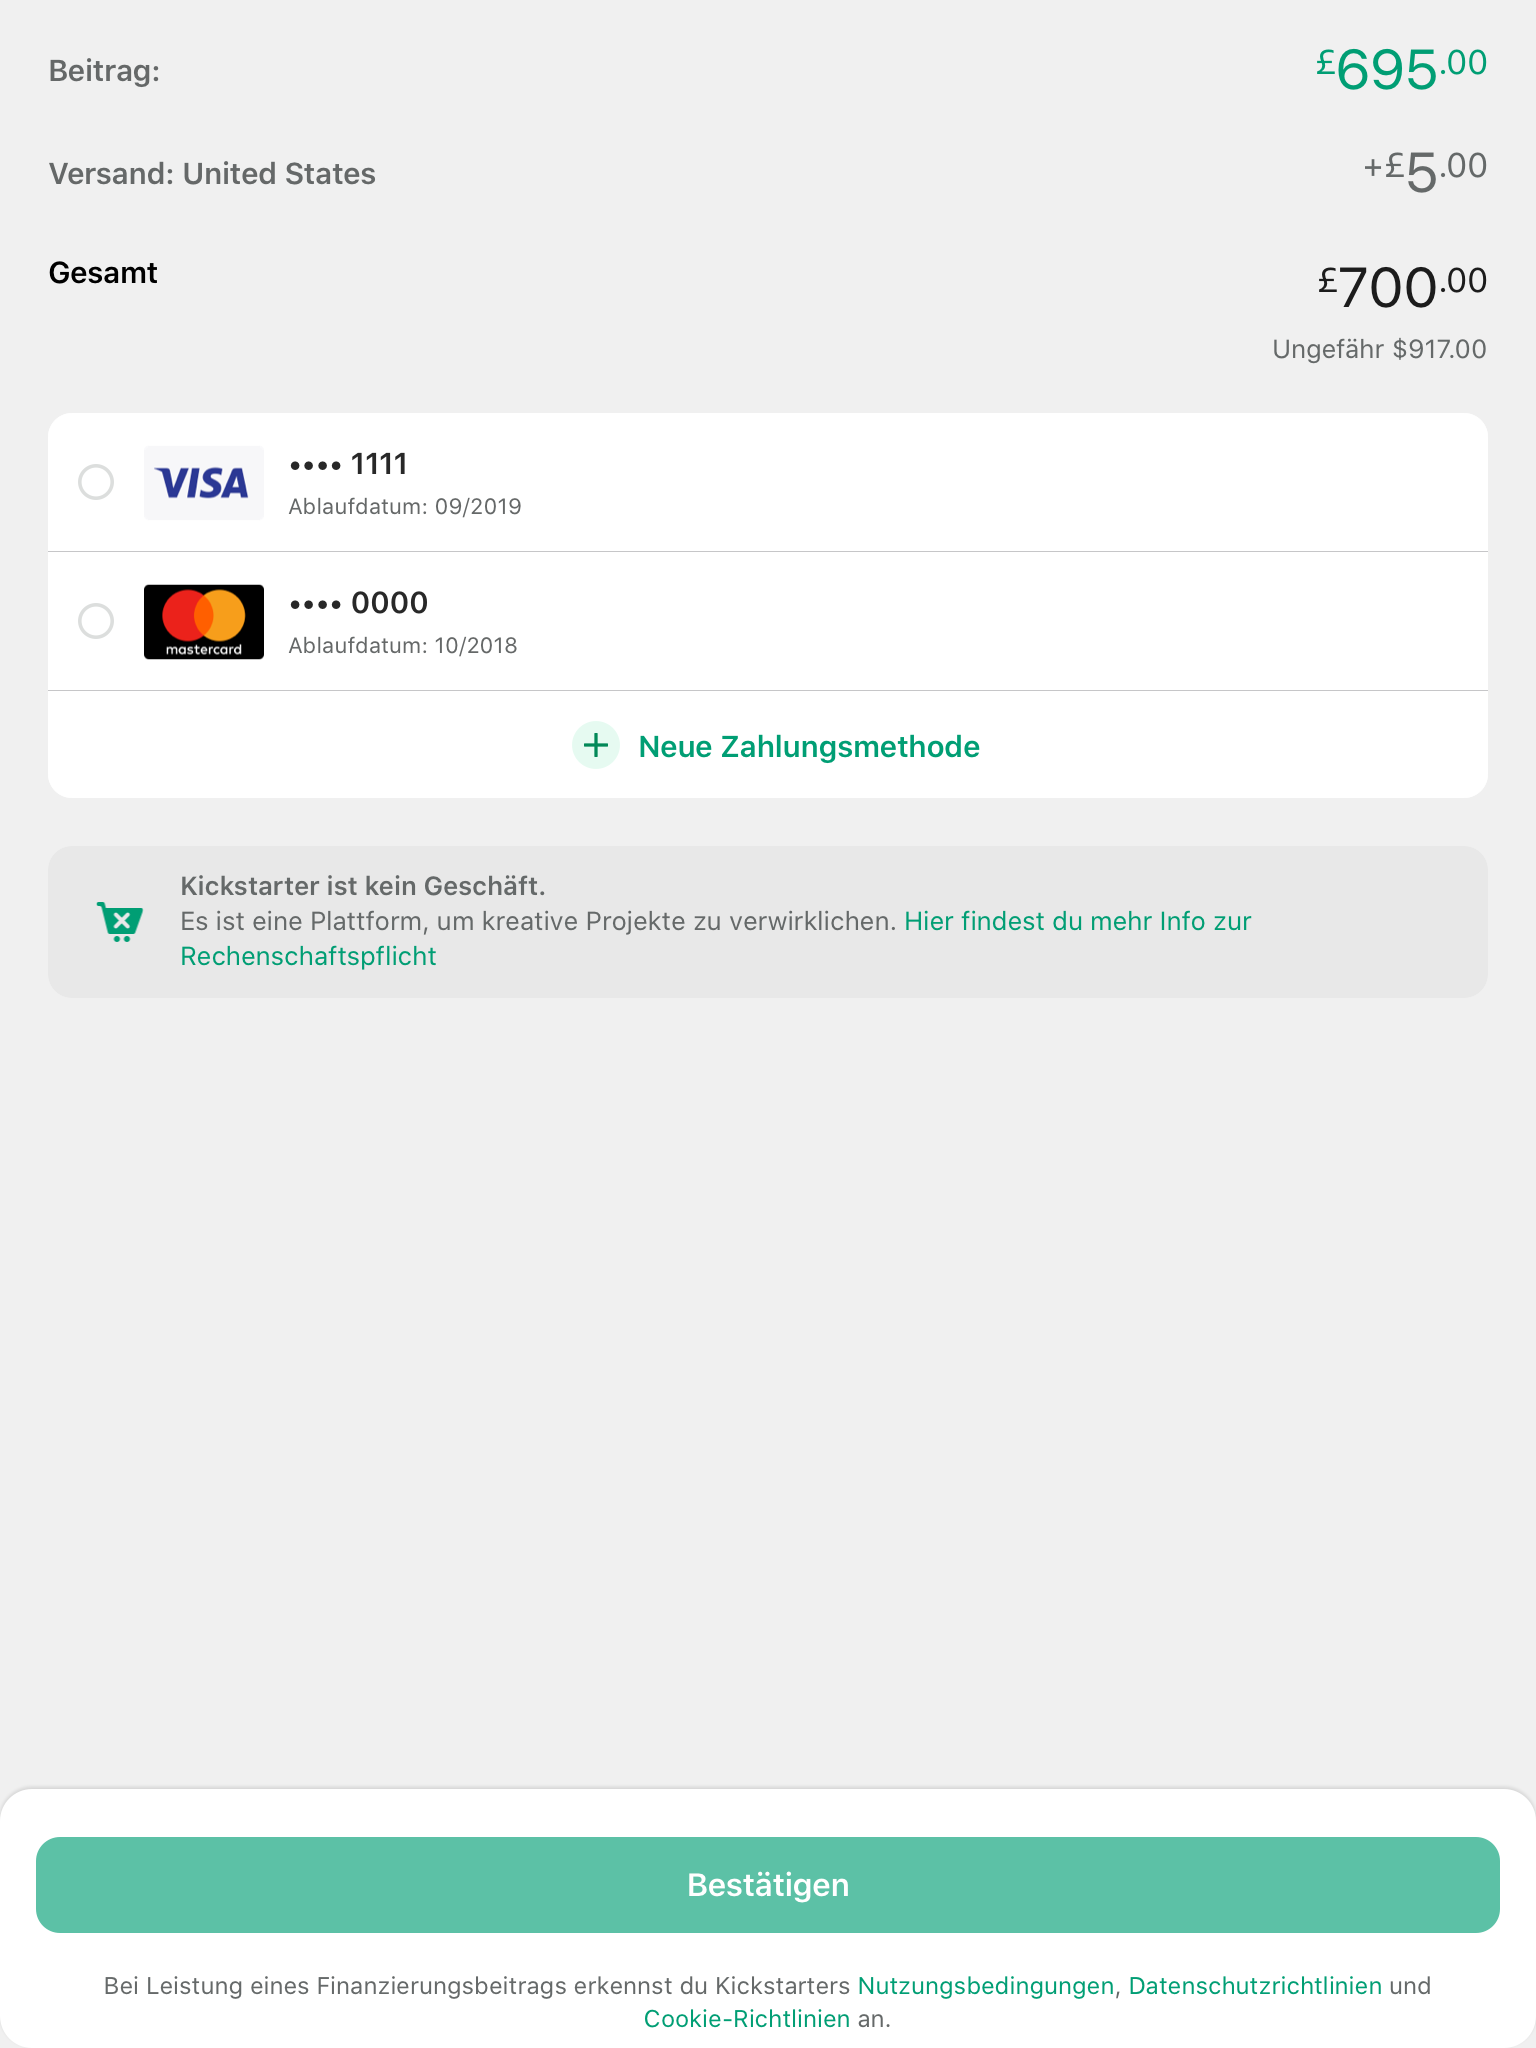 Beitrag: £695.00
Versand: United States +£5.00
Gesamt £700.00
Ungefähr $917.00
VISA •••• 1111
Ablaufdatum: 09/2019
•••• 0000
mastercard Ablaufdatum: 10/2018
+ Neue Zahlungsmethode
Kickstarter ist kein Geschäft.
Es ist eine Plattform, um kreative Projekte zu verwirklichen. Hier findest du mehr Info zur
Rechenschaftspflicht
Bestätigen
Bei Leistung eines Finanzierungsbeitrags erkennst du Kickstarters Nutzungsbedingungen, Datenschutzrichtlinien und
Cookie-Richtlinien an.